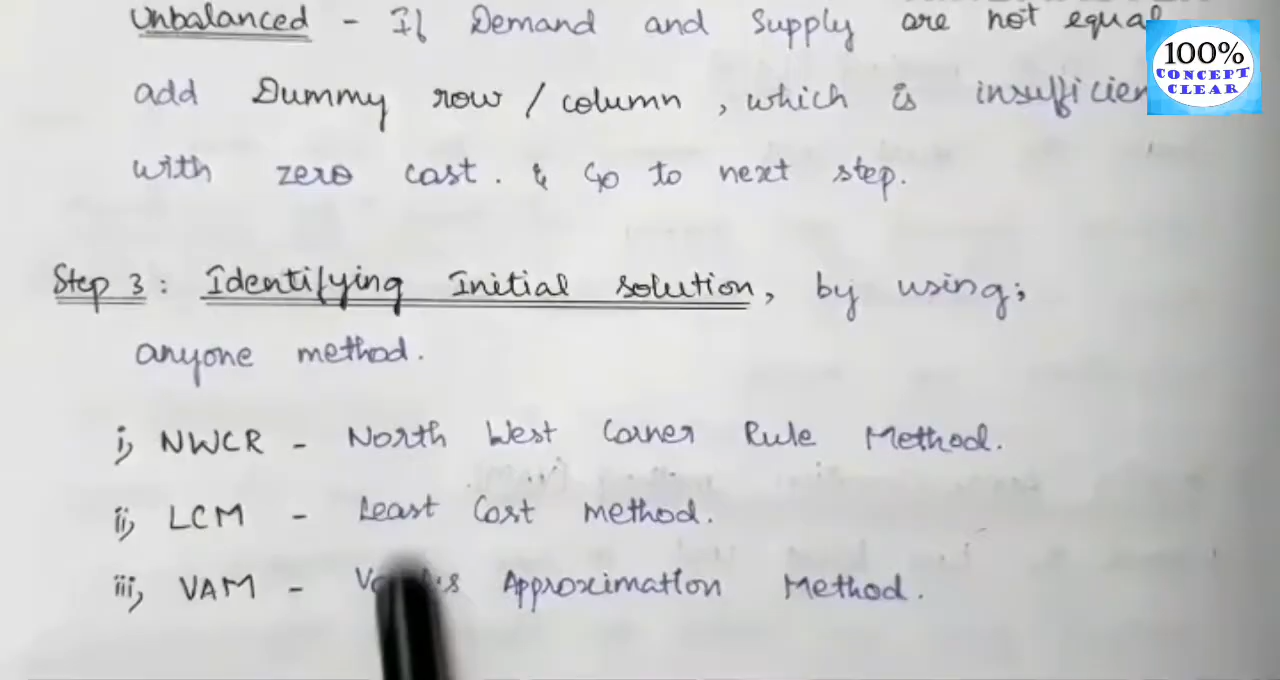 Unbalanced - If Demand and Supply are not equal
add Dummy row / column , which is
with zero cast . & Go to next step.
Step 3 : Identifying Initial solution, by using;
anyone method.
i) NWCR - North West Corner Rule Method.
ii) LCM - Least Cost method.
iii) VAM - Approximation Method.
100%
CONCEPT
CLEAR